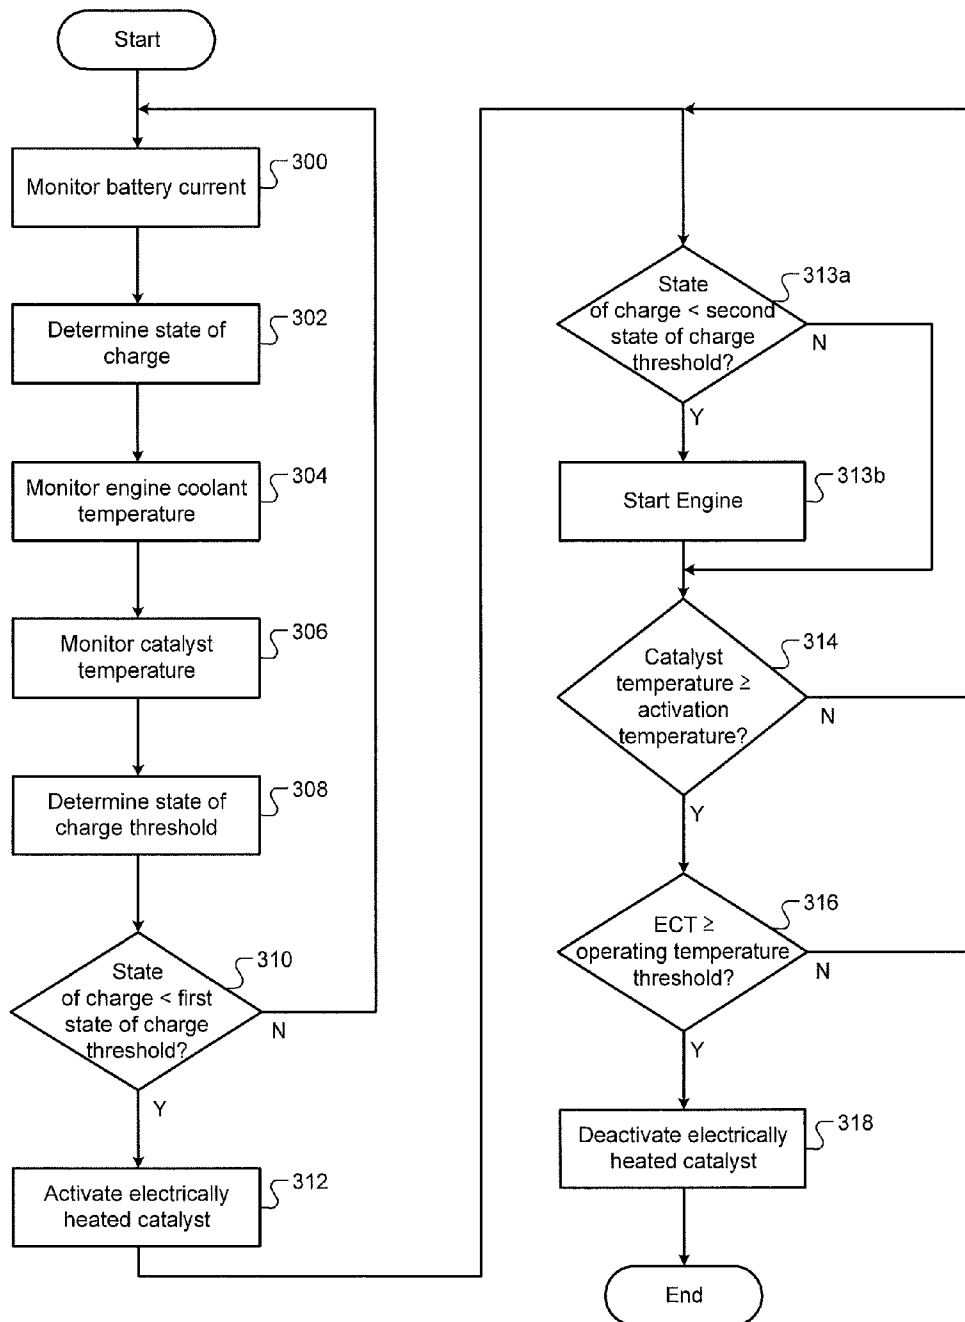 Start
Monitor battery current
300
Determine state of
charge
302
Monitor engine coolant
temperature
304
Monitor catalyst
temperature
306
Determine state of
charge threshold
308
State
of charge < first
state of charge
threshold?
310
N
Y
Activate electrically
heated catalyst
312
State
of charge < second
state of charge
threshold?
313a
N
Y
Start Engine
313b
Catalyst
temperature ≥
activation
temperature?
314
N
Y
ECT ≥
operating temperature
threshold?
316
N
Y
Deactivate electrically
heated catalyst
318
End